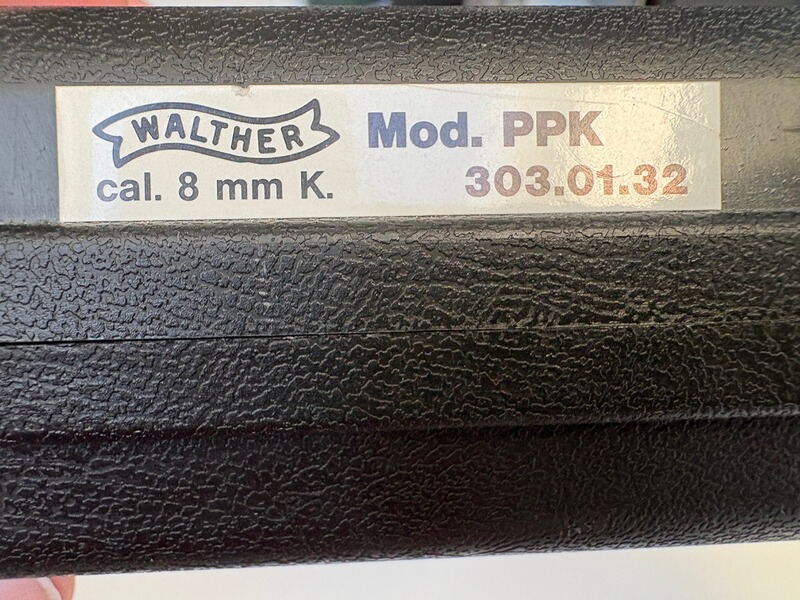 WALTHER Mod. PPK
cal. 8 mm K. 303.01.32